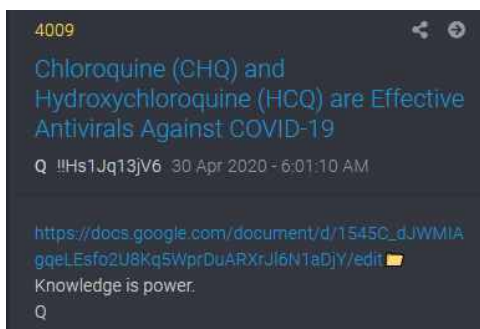 4009
Chloroquine (CHQ) and
Hydroxychloroquine (HCQ) are Effective
Antivirals Against COVID-19
Q !!Hs1Jq13jV6 30 Apr 2020 - 6:01:10 AM
https://docs.google.com/document/d/1545C_dJWMIA
gqeLEsfo2U8Kq5WprDuARXrJl6N1aDjY/edit
Knowledge is power.
Q